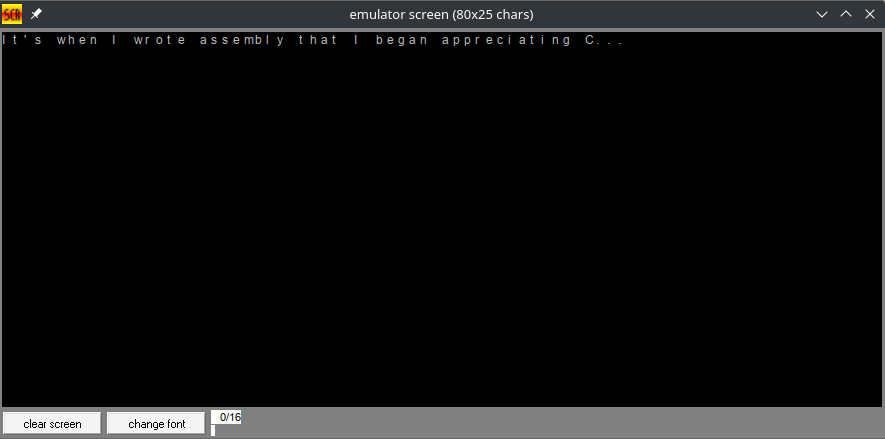 SCR
emulator screen (80x25 chars)
It's when I wrote assembly that I began appreciating C...
clear screen
change font
0/16